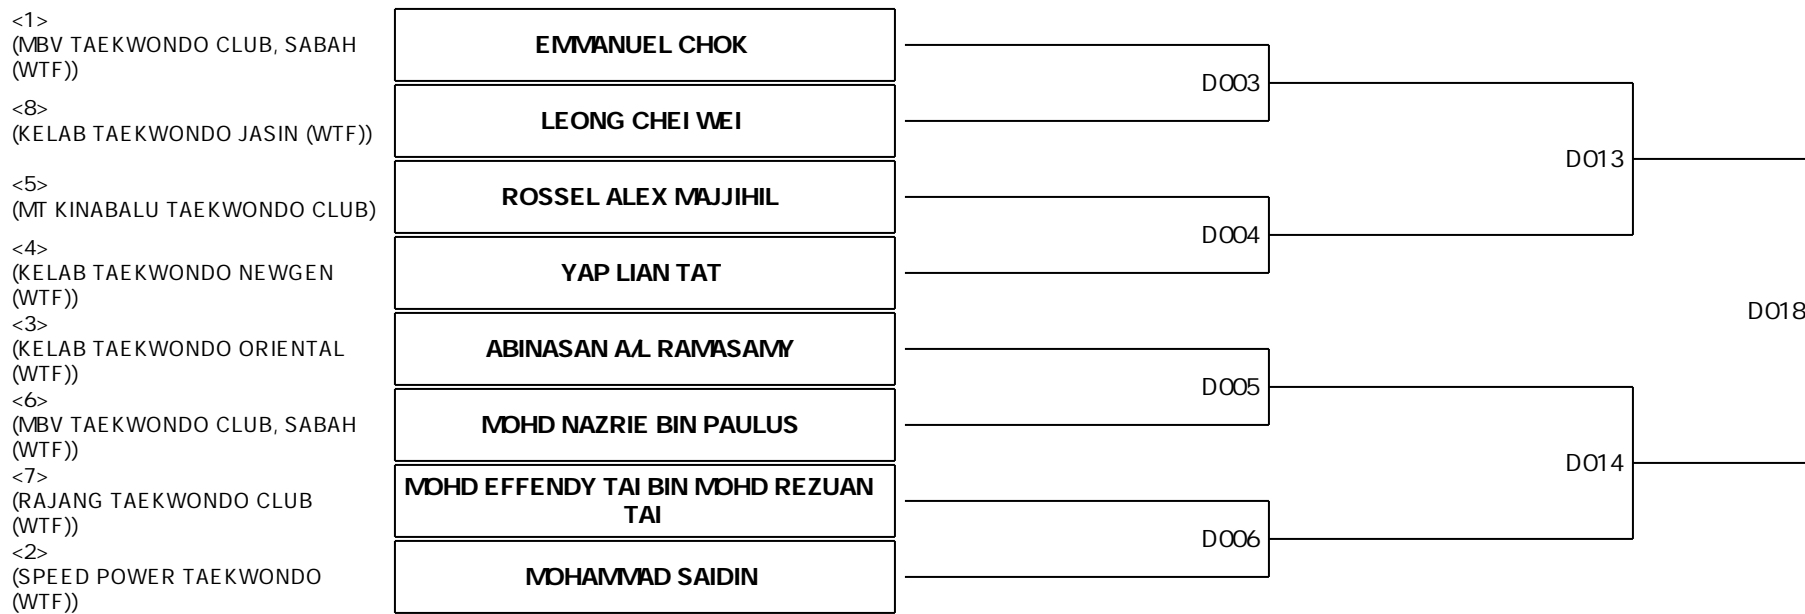 <1>
(MBV TAEKWONDO CLUB, SABAH
(WTF))
EMMANUEL CHOK
D003
<8>
(KELAB TAEKWONDO JASIN (WTF))
LEONG CHEI WEI
D013
<5>
(MT KINABALU TAEKWONDO CLUB)
ROSSEL ALEX MAJJIHIL
D004
<4>
(KELAB TAEKWONDO NEWGEN
(WTF))
YAP LIAN TAT
D018
<3>
(KELAB TAEKWONDO ORIENTAL
(WTF))
ABINASAN A/L RAMASAMY
D005
<6>
(MBV TAEKWONDO CLUB, SABAH
(WTF))
MOHD NAZRIE BIN PAULUS
D014
<7>
(RAJANG TAEKWONDO CLUB
(WTF))
MOHD EFFENDY TAI BIN MOHD REZUAN
TAI
D006
<2>
(SPEED POWER TAEKWONDO
(WTF))
MOHAMMAD SAIDIN